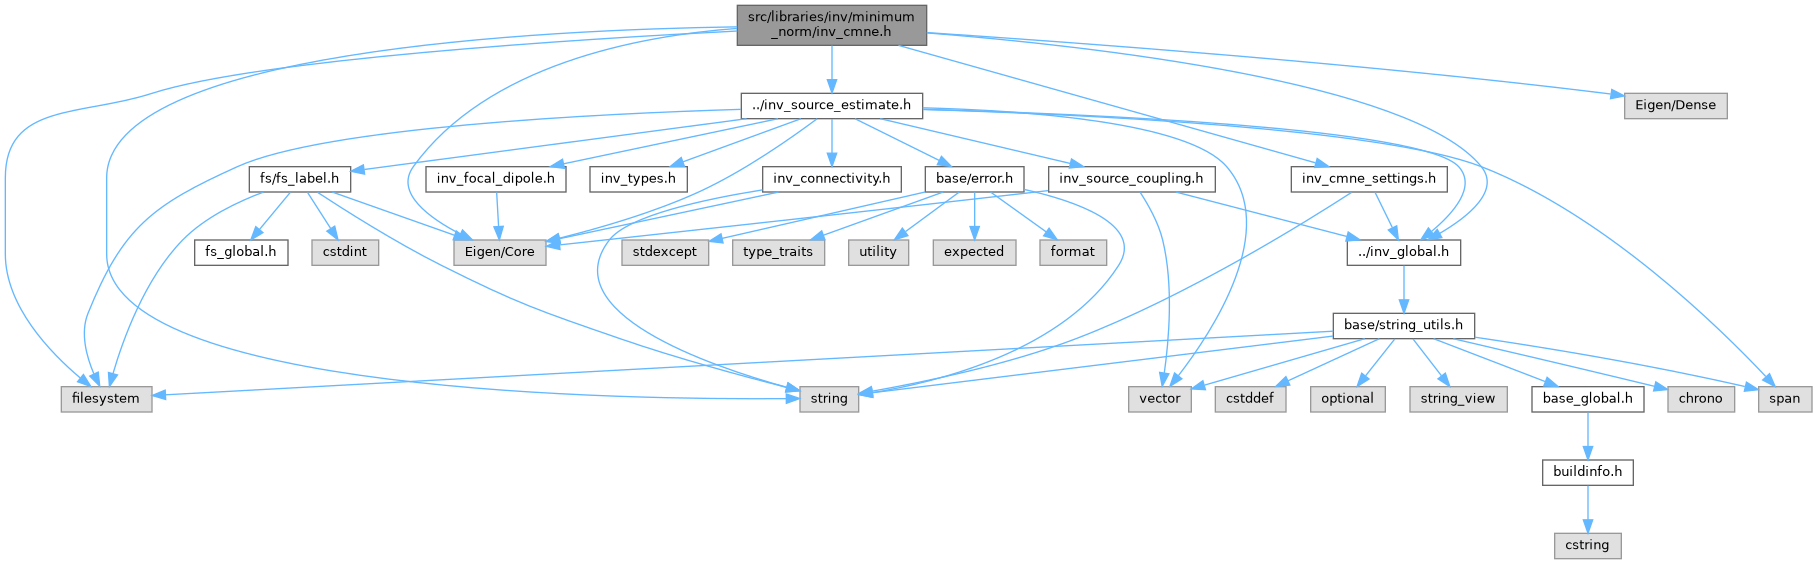 src/libraries/inv/minimum
_norm/inv_cmne.h
../inv_source_estimate.h
Eigen/Dense
fs/fs_label.h
inv_focal_dipole.h
inv_types.h
inv_connectivity.h
base/error.h
inv_source_coupling.h
inv_cmne_settings.h
fs_global.h
cstdint
Eigen/Core
stdexcept
type_traits
utility
expected
format
../inv_global.h
base/string_utils.h
filesystem
string
vector
cstddef
optional
string_view
base_global.h
chrono
span
buildinfo.h
cstring